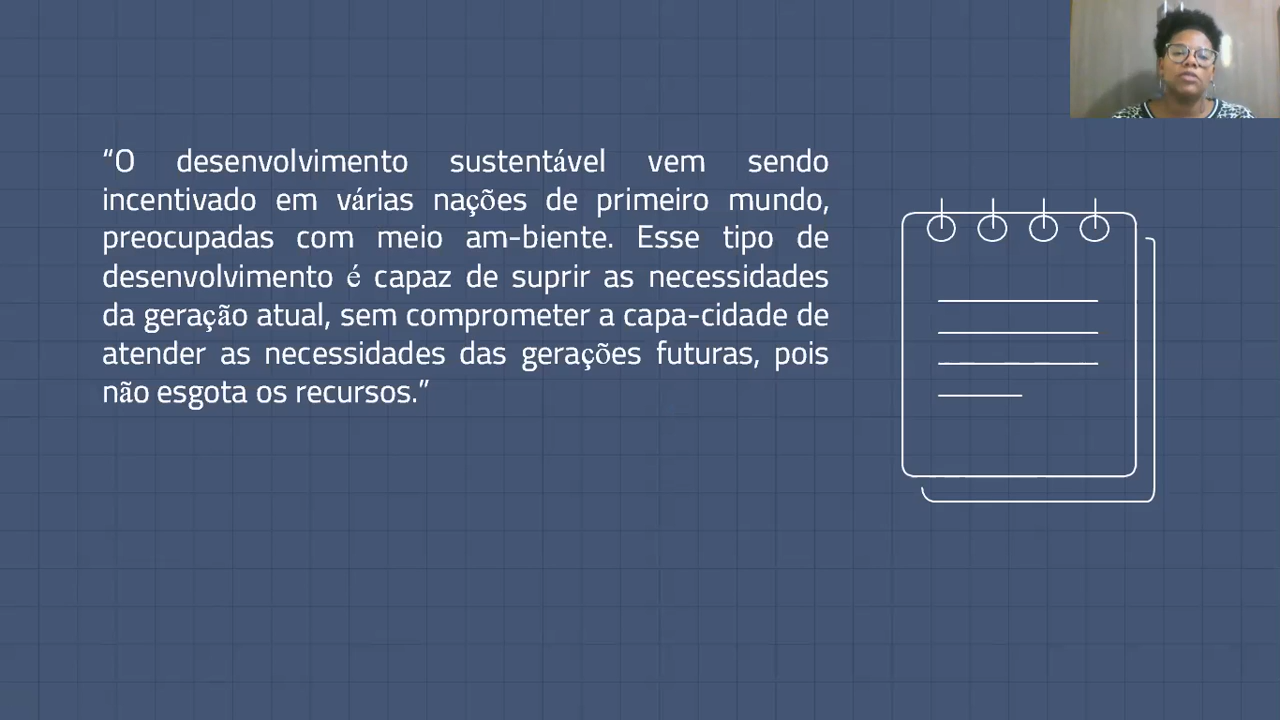 “O desenvolvimento sustentável vem sendo
incentivado em várias nações de primeiro mundo,
preocupadas com meio am-biente. Esse tipo de
desenvolvimento é capaz de suprir as necessidades
da geração atual, sem comprometer a capa-cidade de
atender as necessidades das gerações futuras, pois
não esgota os recursos.”